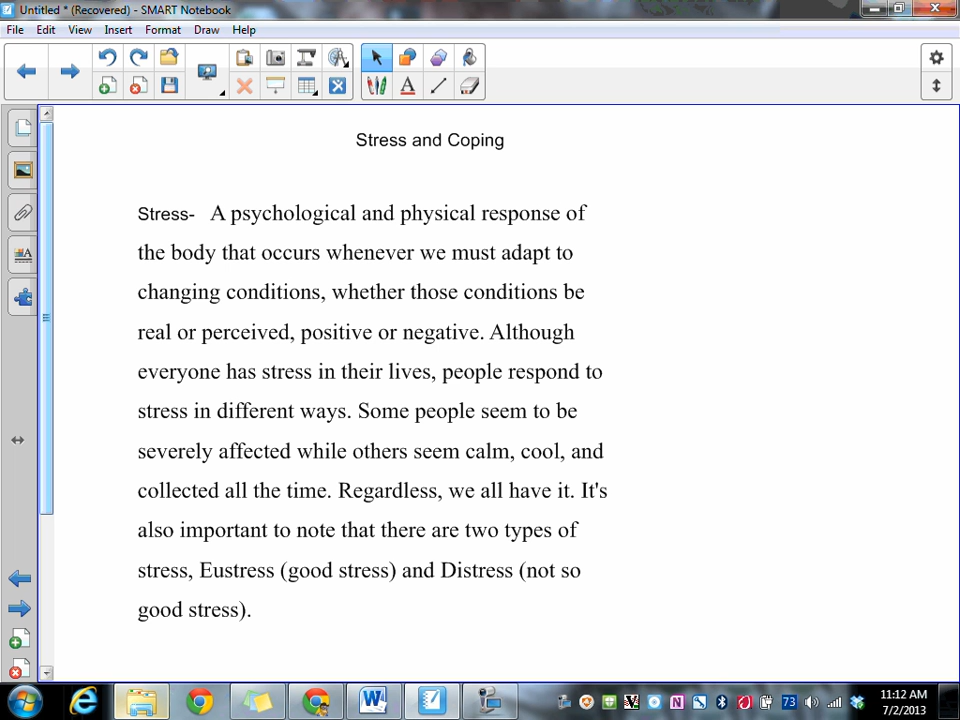 Untitled * (Recovered) - SMART Notebook
File Edit View Insert Format Draw Help
Stress and Coping
Stress- A psychological and physical response of
the body that occurs whenever we must adapt to
changing conditions, whether those conditions be
real or perceived, positive or negative. Although
everyone has stress in their lives, people respond to
stress in different ways. Some people seem to be
severely affected while others seem calm, cool, and
collected all the time. Regardless, we all have it. It's
also important to note that there are two types of
stress, Eustress (good stress) and Distress (not so
good stress).
73
11:12 AM
7/2/2013